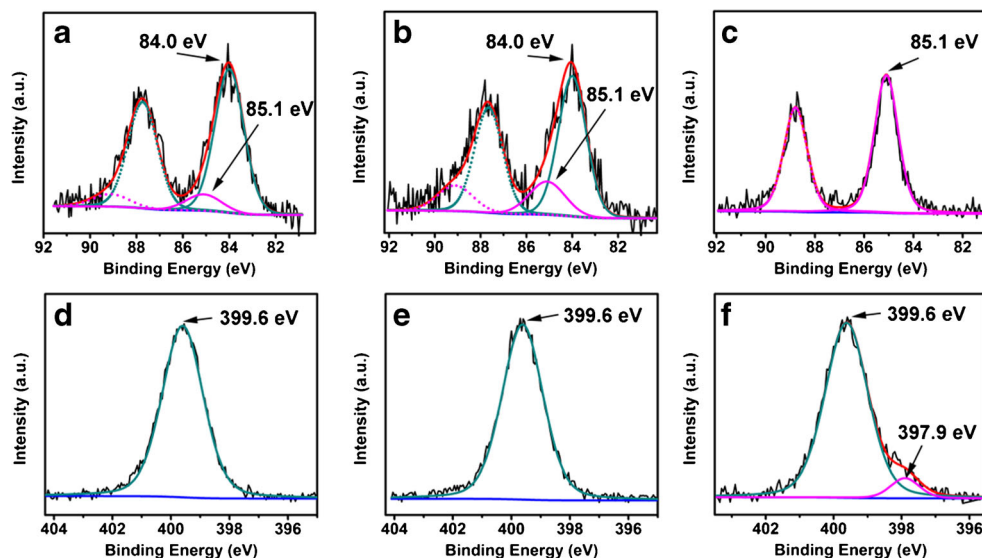 a
84.0 eV
85.1 eV
Intensity (a.u.)
92 90 88 86 84 82
Binding Energy (eV)
b
84.0 eV
85.1 eV
Intensity (a.u.)
92 90 88 86 84 82
Binding Energy (eV)
c
85.1 eV
Intensity (a.u.)
92 90 88 86 84 82
Binding Energy (eV)
d
399.6 eV
Intensity (a.u.)
404 402 400 398 396 394
Binding Energy (eV)
e
399.6 eV
Intensity (a.u.)
404 402 400 398 396 394
Binding Energy (eV)
f
399.6 eV
397.9 eV
Intensity (a.u.)
402 400 398 396
Binding Energy (eV)